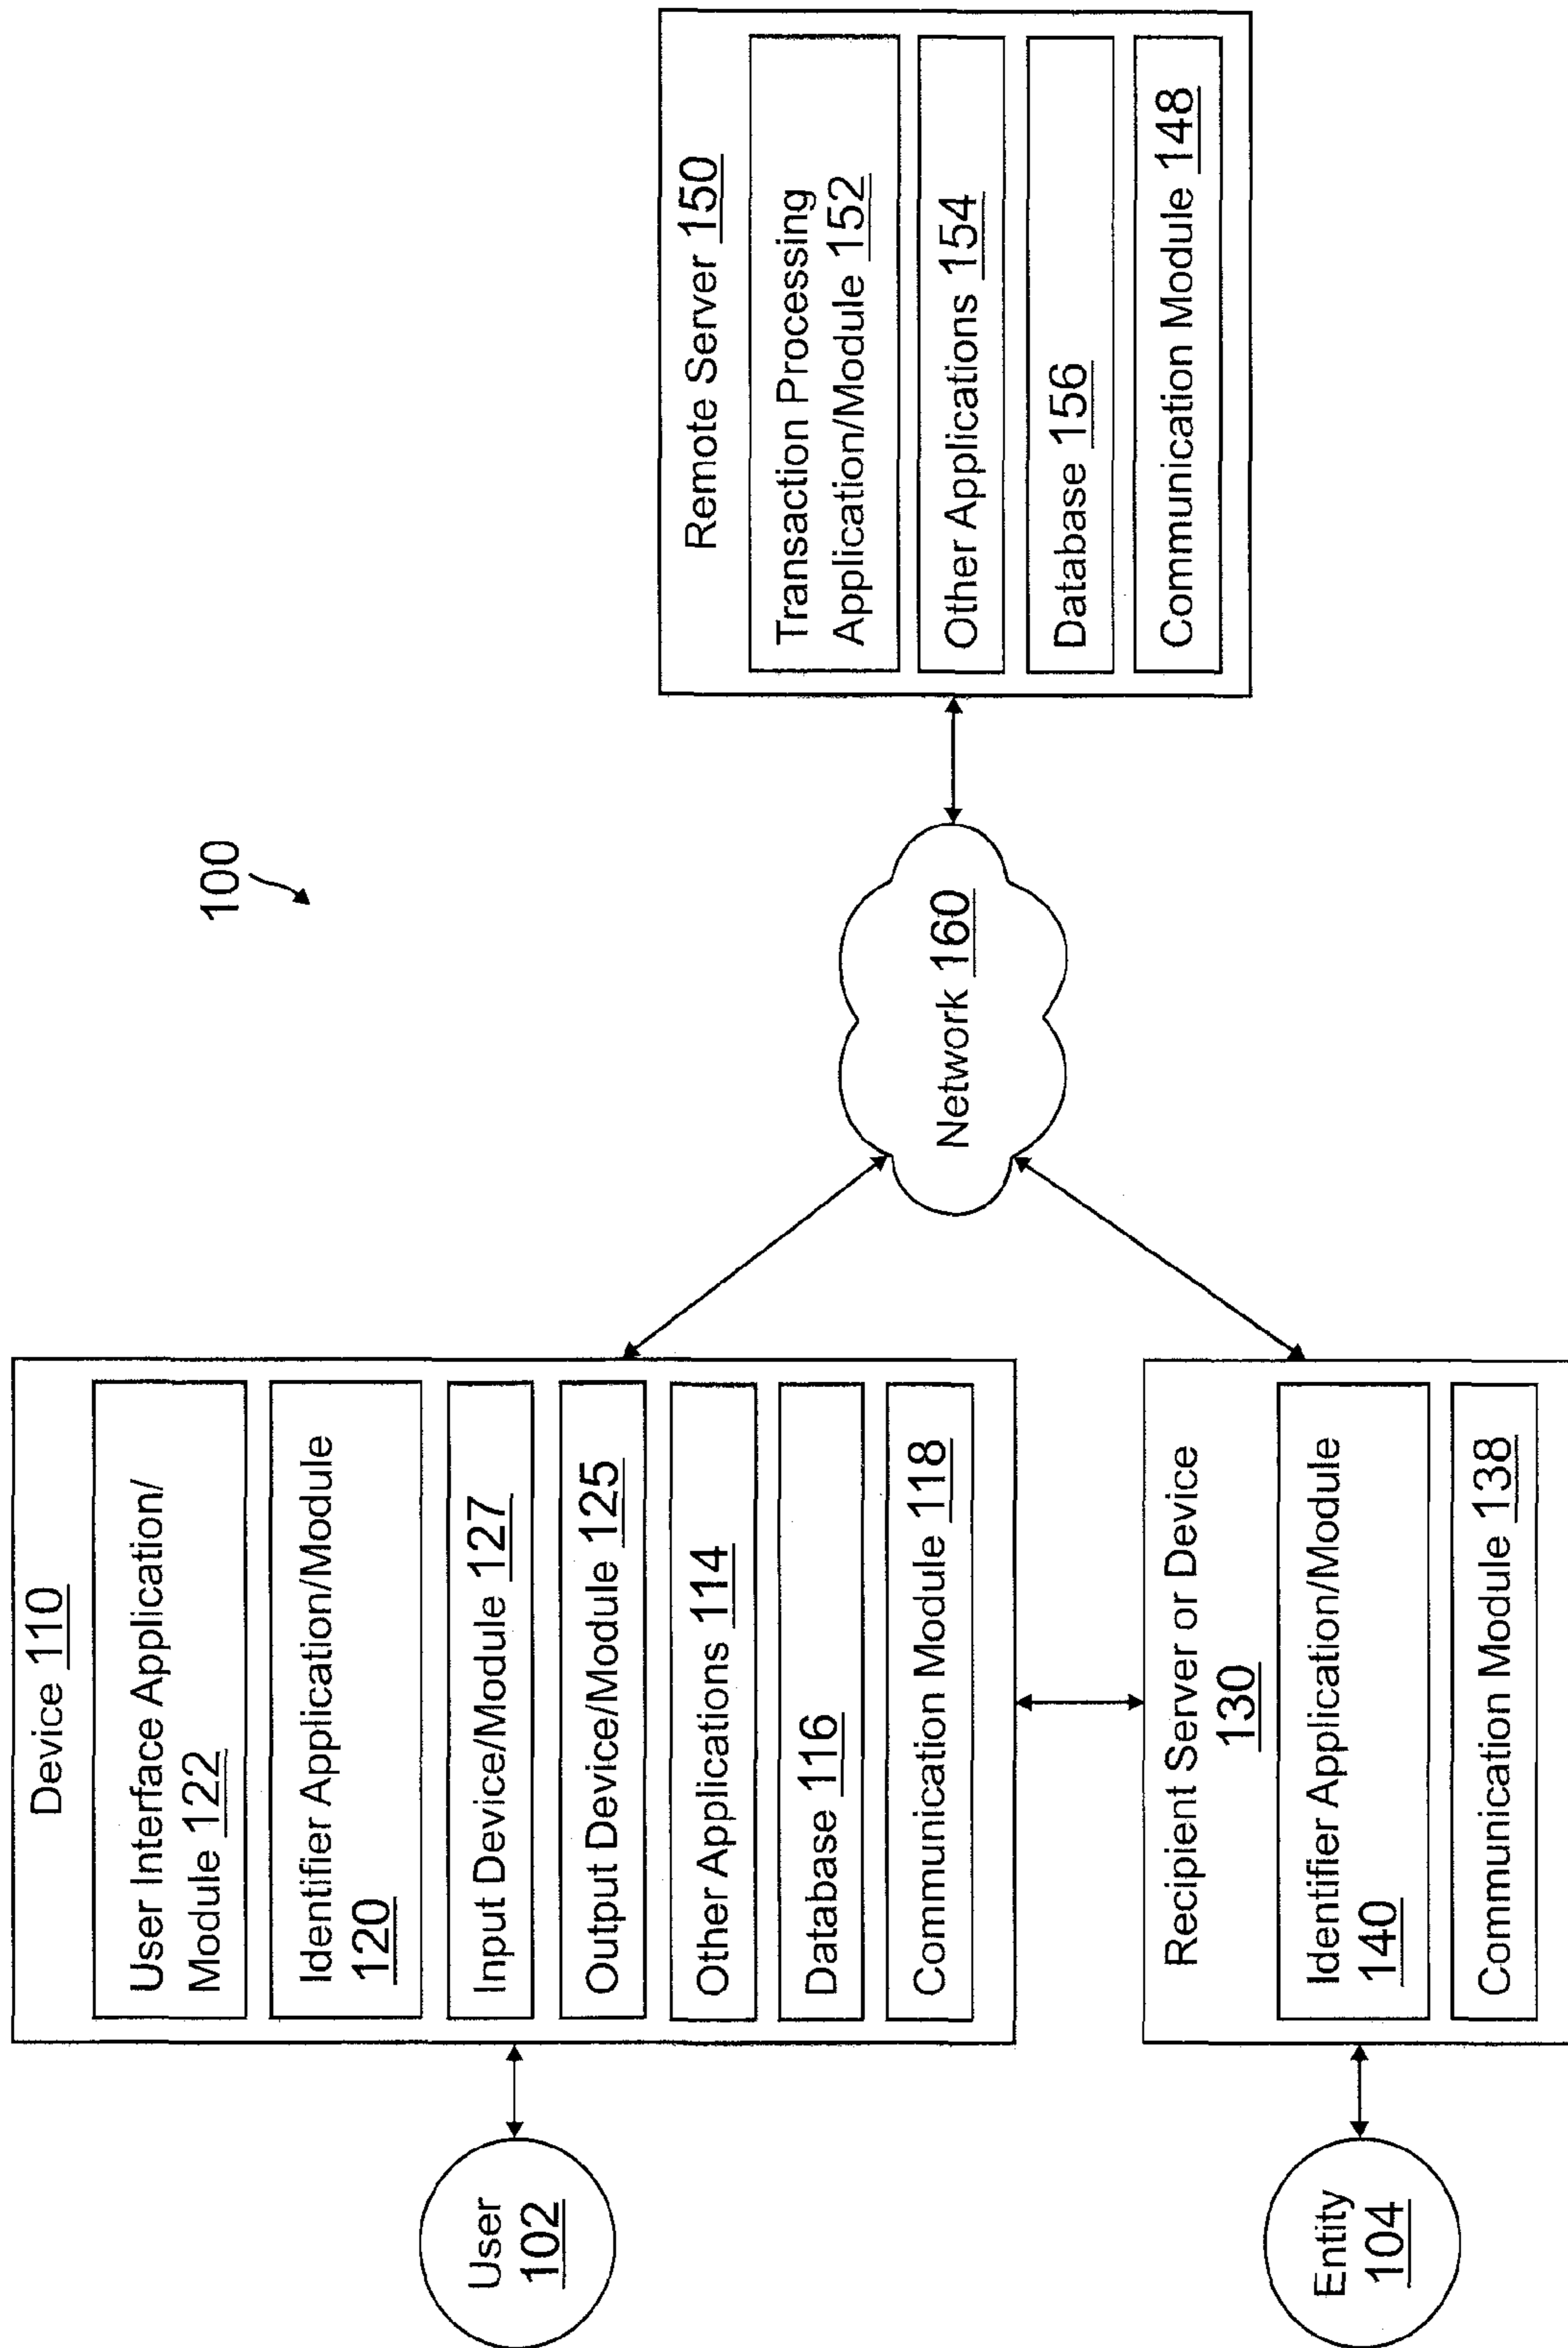 100
Device 110
User Interface Application/
Module 122
Identifier Application/Module
120
Input Device/Module 127
Output Device/Module 125
Other Applications 114
Database 116
Communication Module 118
User
102
Recipient Server or Device
130
Identifier Application/Module
140
Communication Module 138
Entity
104
Network 160
Remote Server 150
Transaction Processing
Application/Module 152
Other Applications 154
Database 156
Communication Module 148